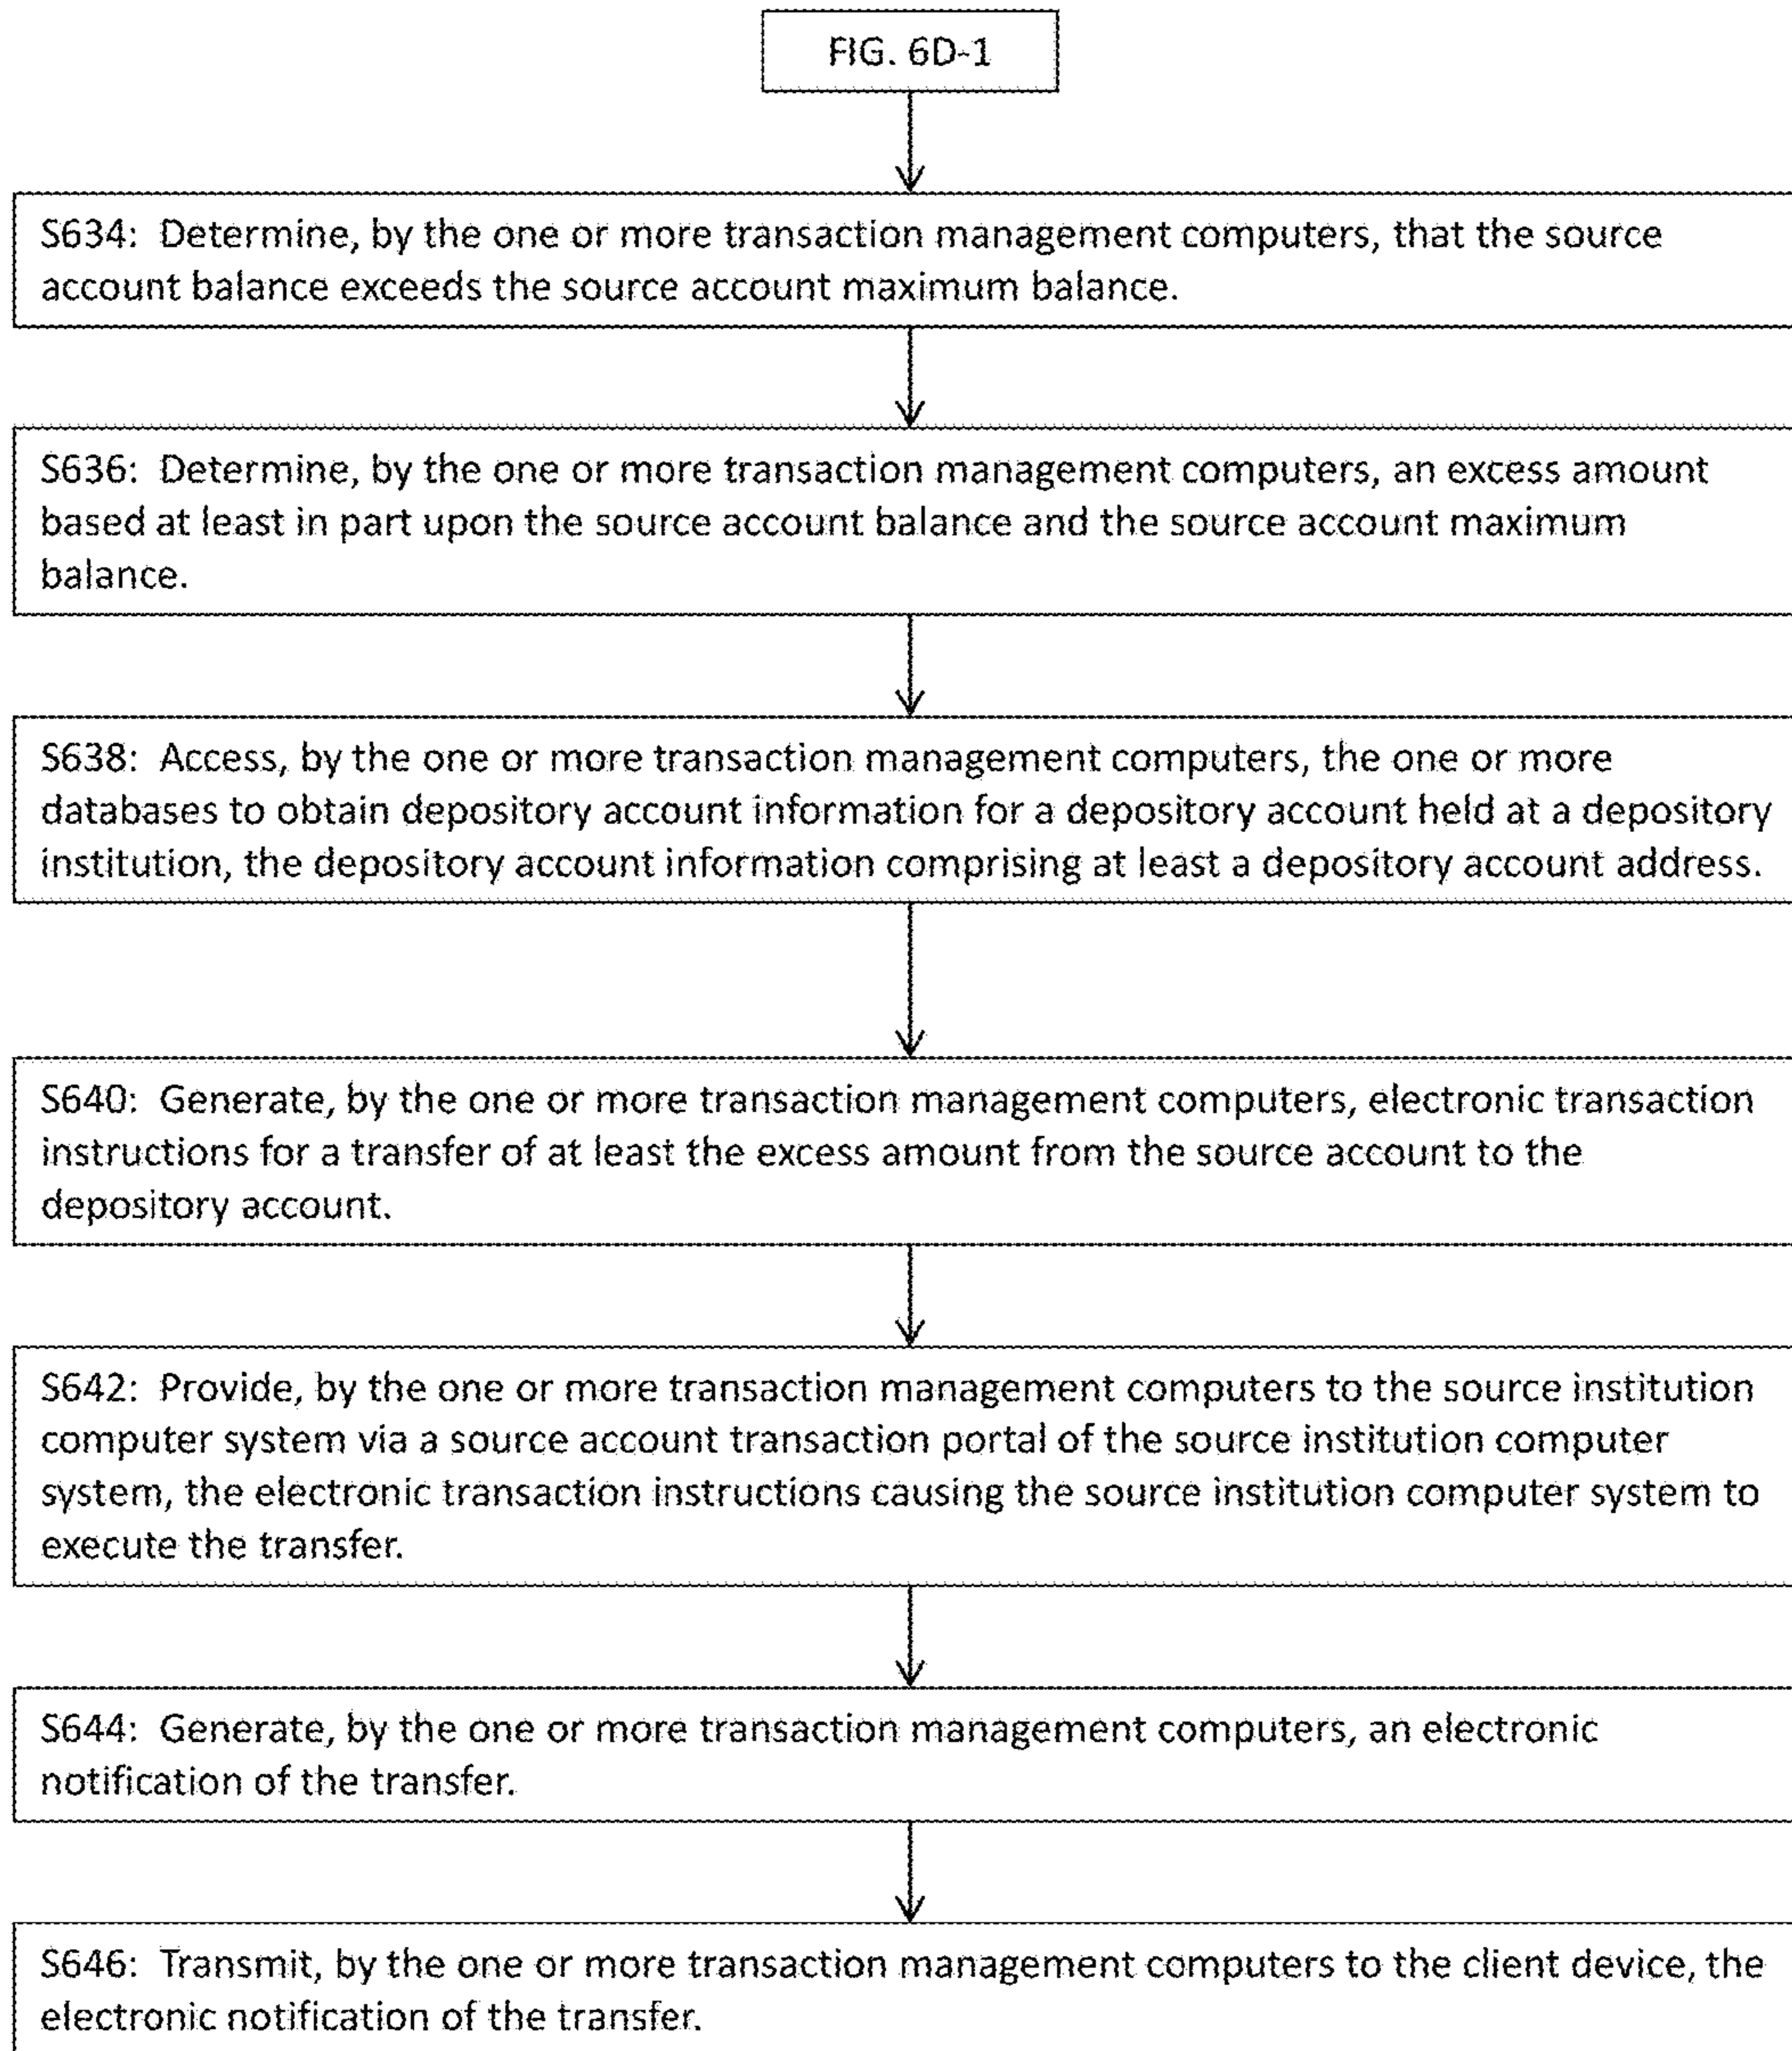 FIG. 6D-1
S634: Determine, by the one or more transaction management computers, that the source
account balance exceeds the source account maximum balance.
S636: Determine, by the one or more transaction management computers, an excess amount
based at least in part upon the source account balance and the source account maximum
balance.
S638: Access, by the one or more transaction management computers, the one or more
databases to obtain depository account information for a depository account held at a depository
institution, the depository account information comprising at least a depository account address.
S640: Generate, by the one or more transaction management computers, electronic transaction
instructions for a transfer of at least the excess amount from the source account to the
depository account.
S642: Provide, by the one or more transaction management computers to the source institution
computer system via a source account transaction portal of the source institution computer
system, the electronic transaction instructions causing the source institution computer system to
execute the transfer.
S644: Generate, by the one or more transaction management computers, an electronic
notification of the transfer.
S646: Transmit, by the one or more transaction management computers to the client device, the
electronic notification of the transfer.